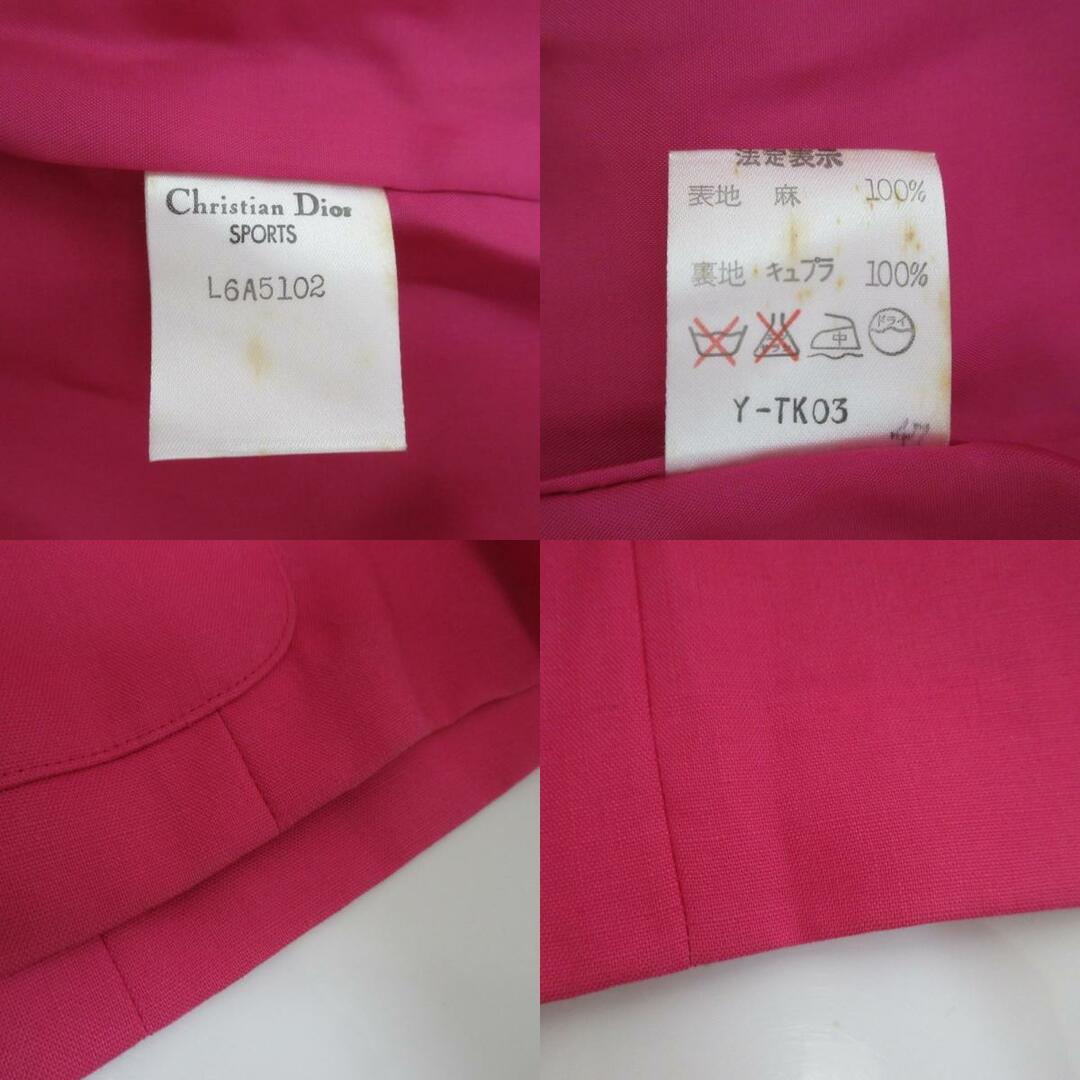 Christian Dior
SPORTS
L6A5102
法定表示
表地 麻 100%
裏地 キュプラ 100%
中 ドライ
Y-TK03